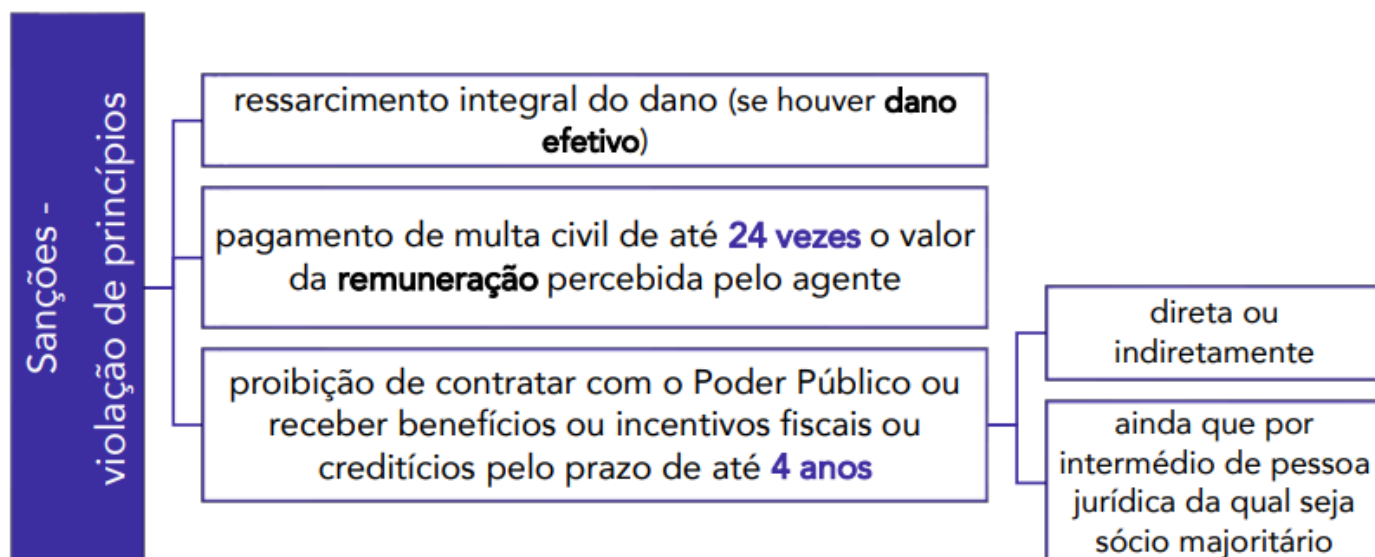 Sanções -
violação de princípios
ressarcimento integral do dano (se houver dano
efetivo)
pagamento de multa civil de até 24 vezes o valor
da remuneração percebida pelo agente
proibição de contratar com o Poder Público ou
receber benefícios ou incentivos fiscais ou
creditícios pelo prazo de até 4 anos
direta ou
indiretamente
ainda que por
intermédio de pessoa
jurídica da qual seja
sócio majoritário